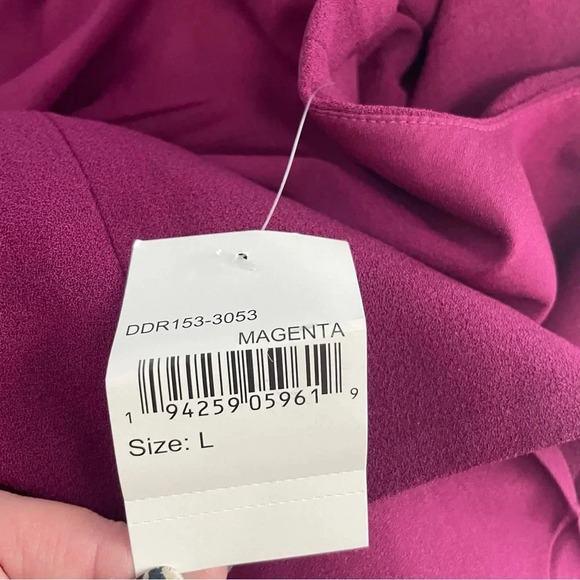 DDR153-3053
MAGENTA
1 94259 05961 9
Size: L